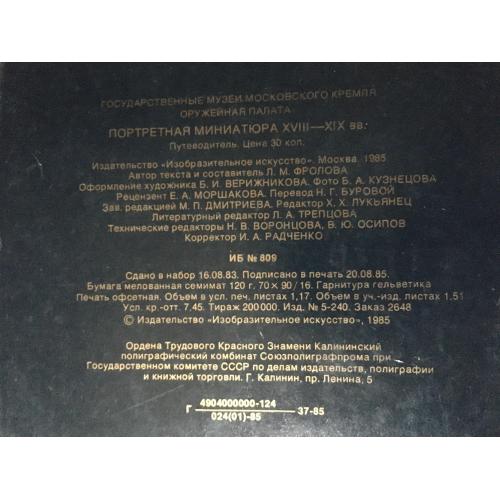 ГОСУДАРСТВЕННЫЕ МУЗЕИ МОСКОВСКОГО КРЕМЛЯ
ОРУЖЕЙНАЯ ПАЛАТА
ПОРТРЕТНАЯ МИНИАТЮРА XVIII—XIX ВВ.
Путеводитель. Цена 30 коп.
Издательство «Изобразительное искусство». Москва. 1985
Автор текста и составитель Л. М. ФРОЛОВА
Оформление художника Б. И. ВЕРИЖНИКОВА. Фото Б. А. КУЗНЕЦОВА
Рецензент Е. А. МОРШАКОВА. Перевод Н. Г. БУРОВОЙ
Зав. редакцией М. П. ДМИТРИЕВА. Редактор Х. Х. ЛУКЬЯНЕЦ
Литературный редактор Л. А. ТРЕПЦОВА
Технические редакторы Н. В. ВОРОНЦОВА, В. Ю. ОСИПОВ
Корректор И. А. РАДЧЕНКО
ИБ № 809
Сдано в набор 16.08.83. Подписано в печать 20.08.85.
Бумага мелованная семимат 120 г. 70 × 90/16. Гарнитура гельветика
Печать офсетная. Объем в усл. печ. листах 1,17. Объем в уч.-изд. листах 1.51
Усл. кр.-отт. 7.45. Тираж 200000. Изд. № 5-240. Заказ 2648
© Издательство «Изобразительное искусство», 1985
Ордена Трудового Красного Знамени Калининский
полиграфический комбинат Союзполиграфпрома при
Государственном комитете СССР по делам издательств, полиграфии
и книжной торговли. Г. Калинин, пр. Ленина, 5
4904000000-124
Г 37-85
024(01)-85